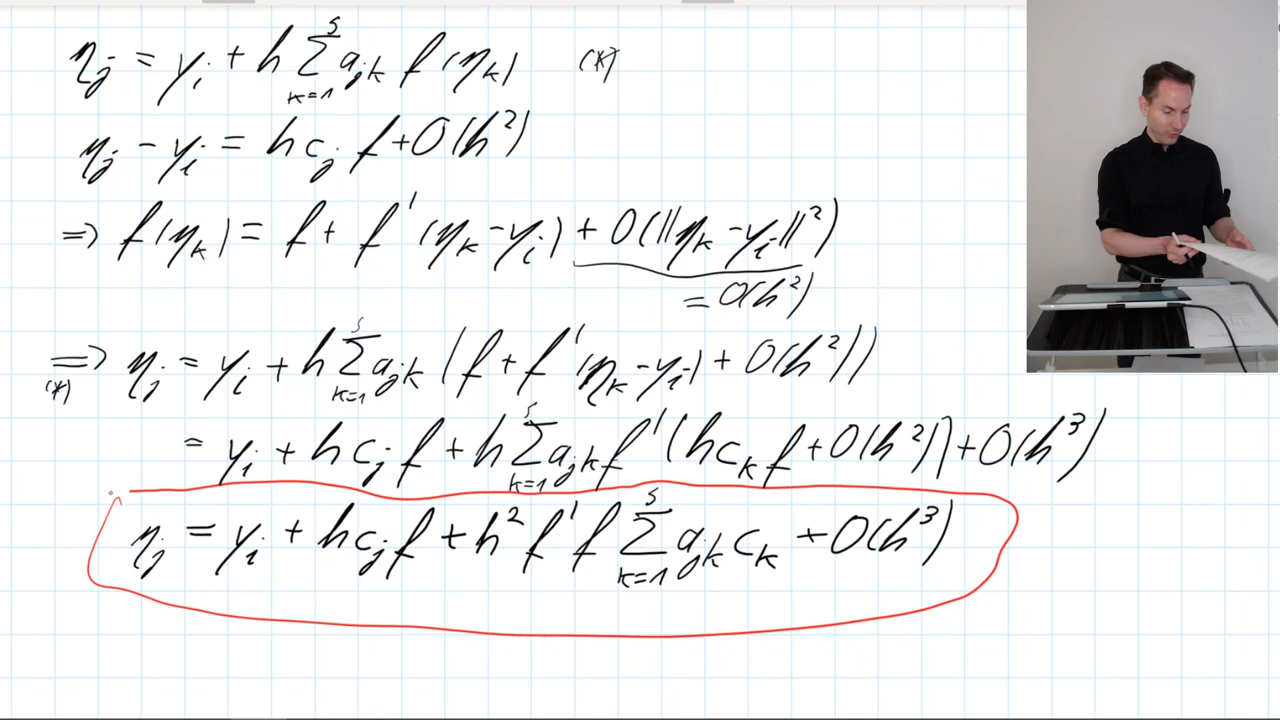 η_j = y_i + h ∑_{k=1}^{s} a_{jk} f(η_k) (*)
η_j - y_i = h c_j f + O(h²)
⇒ f(η_k) = f + f'(η_k - y_i) + O(‖η_k - y_i‖²)
= O(h²)
⇒_{(*)} η_j = y_i + h ∑_{k=1}^{s} a_{jk} (f + f'(η_k - y_i) + O(h²))
= y_i + h c_j f + h ∑_{k=1}^{s} a_{jk} f'(h c_k f + O(h²)) + O(h³)
η_j = y_i + h c_j f + h² f' f ∑_{k=1}^{s} a_{jk} c_k + O(h³)